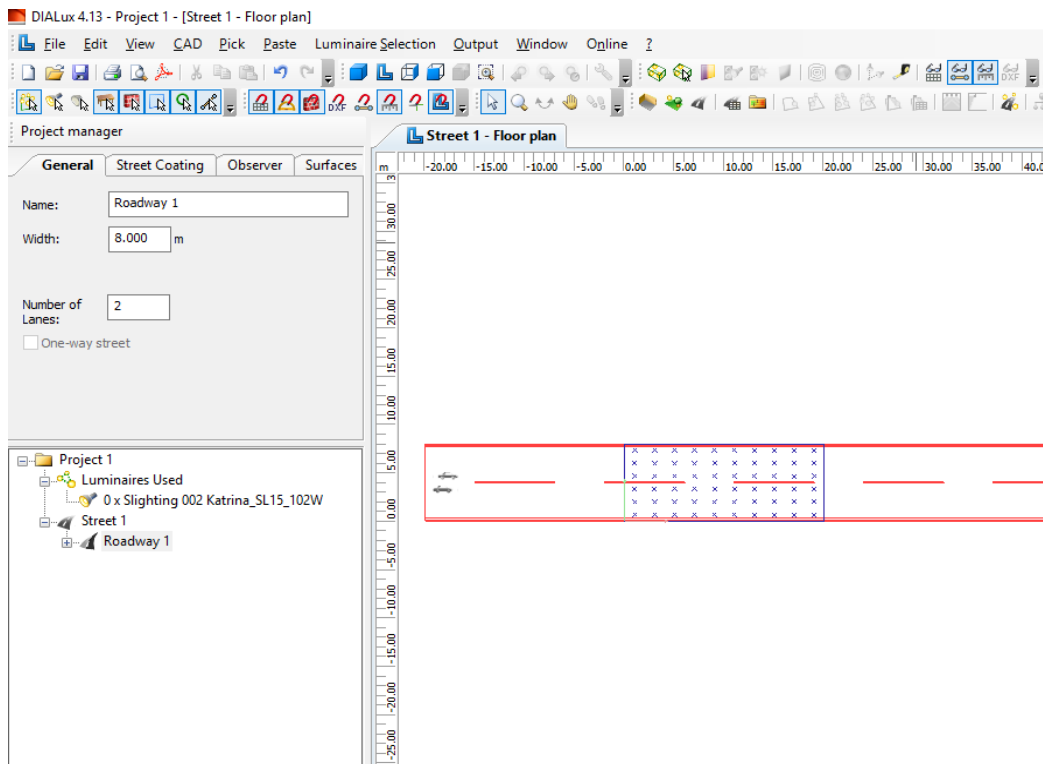 DIALux 4.13 - Project 1 - [Street 1 - Floor plan]
File Edit View CAD Pick Paste Luminaire Selection Output Window Online ?
DXF
DXF
Project manager
Street 1 - Floor plan
General Street Coating Observer Surfaces
m -20.00 -15.00 -10.00 -5.00 0.00 5.00 10.00 15.00 20.00 25.00 30.00 35.00 40.0
Name: Roadway 1
Width: 8.000 m
Number of
Lanes: 2
One-way street
30.00
25.00
20.00
15.00
10.00
5.00
0.00
-5.00
-10.00
-15.00
-20.00
-25.00
Project 1
Luminaires Used
0 x Slighting 002 Katrina_SL15_102W
Street 1
Roadway 1